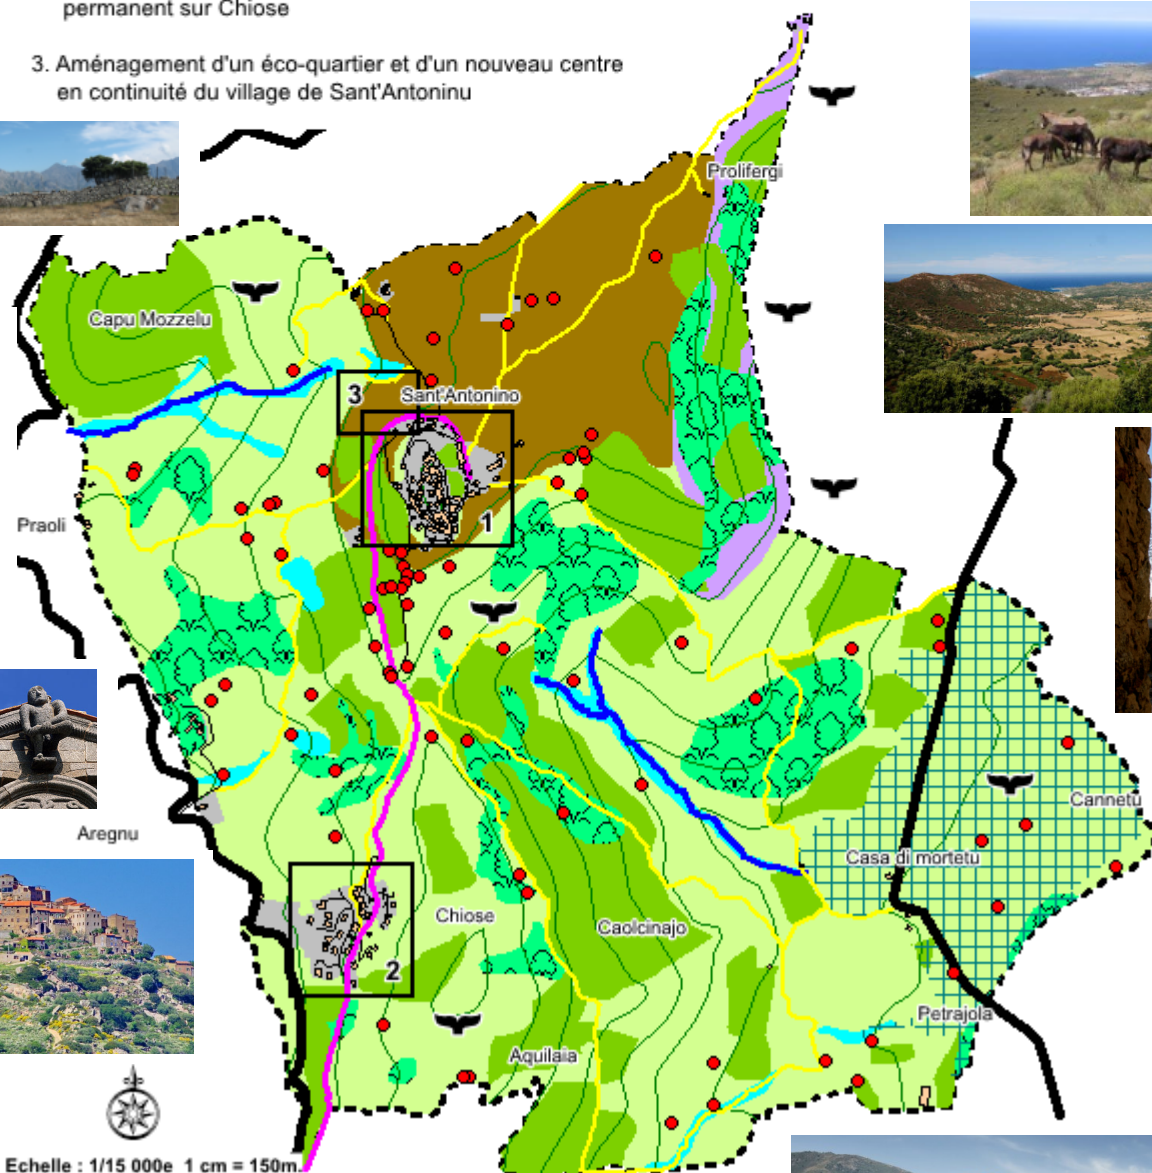 permanent sur Chiose
3. Aménagement d'un éco-quartier et d'un nouveau centre
en continuité du village de Sant'Antoninu
Prolifergi
Capu Mozzelu
3
Sant'Antonino
1
Praoli
Cannetu
Aregnu
Casa di mortetu
Chiose
Caolcinajo
2
Petrajola
Aquilaia
Echelle : 1/15 000e 1 cm = 150m.